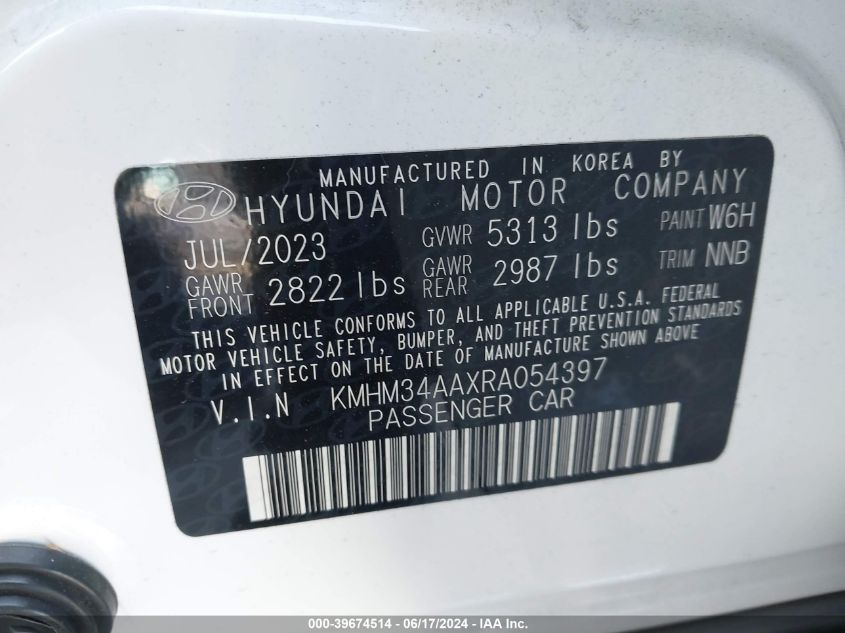 MANUFACTURED IN KOREA BY
HYUNDAI MOTOR COMPANY
JUL/2023 GVWR 5313 lbs PAINT W6H
GAWR FRONT 2822 lbs GAWR REAR 2987 lbs TRIM NNB
THIS VEHICLE CONFORMS TO ALL APPLICABLE U.S.A. FEDERAL
MOTOR VEHICLE SAFETY, BUMPER, AND THEFT PREVENTION STANDARDS
IN EFFECT ON THE DATE OF MANUFACTURE SHOWN ABOVE
V.I.N KMHM34AAXRA054397
PASSENGER CAR
000-39674514 - 06/17/2024 - IAA Inc.